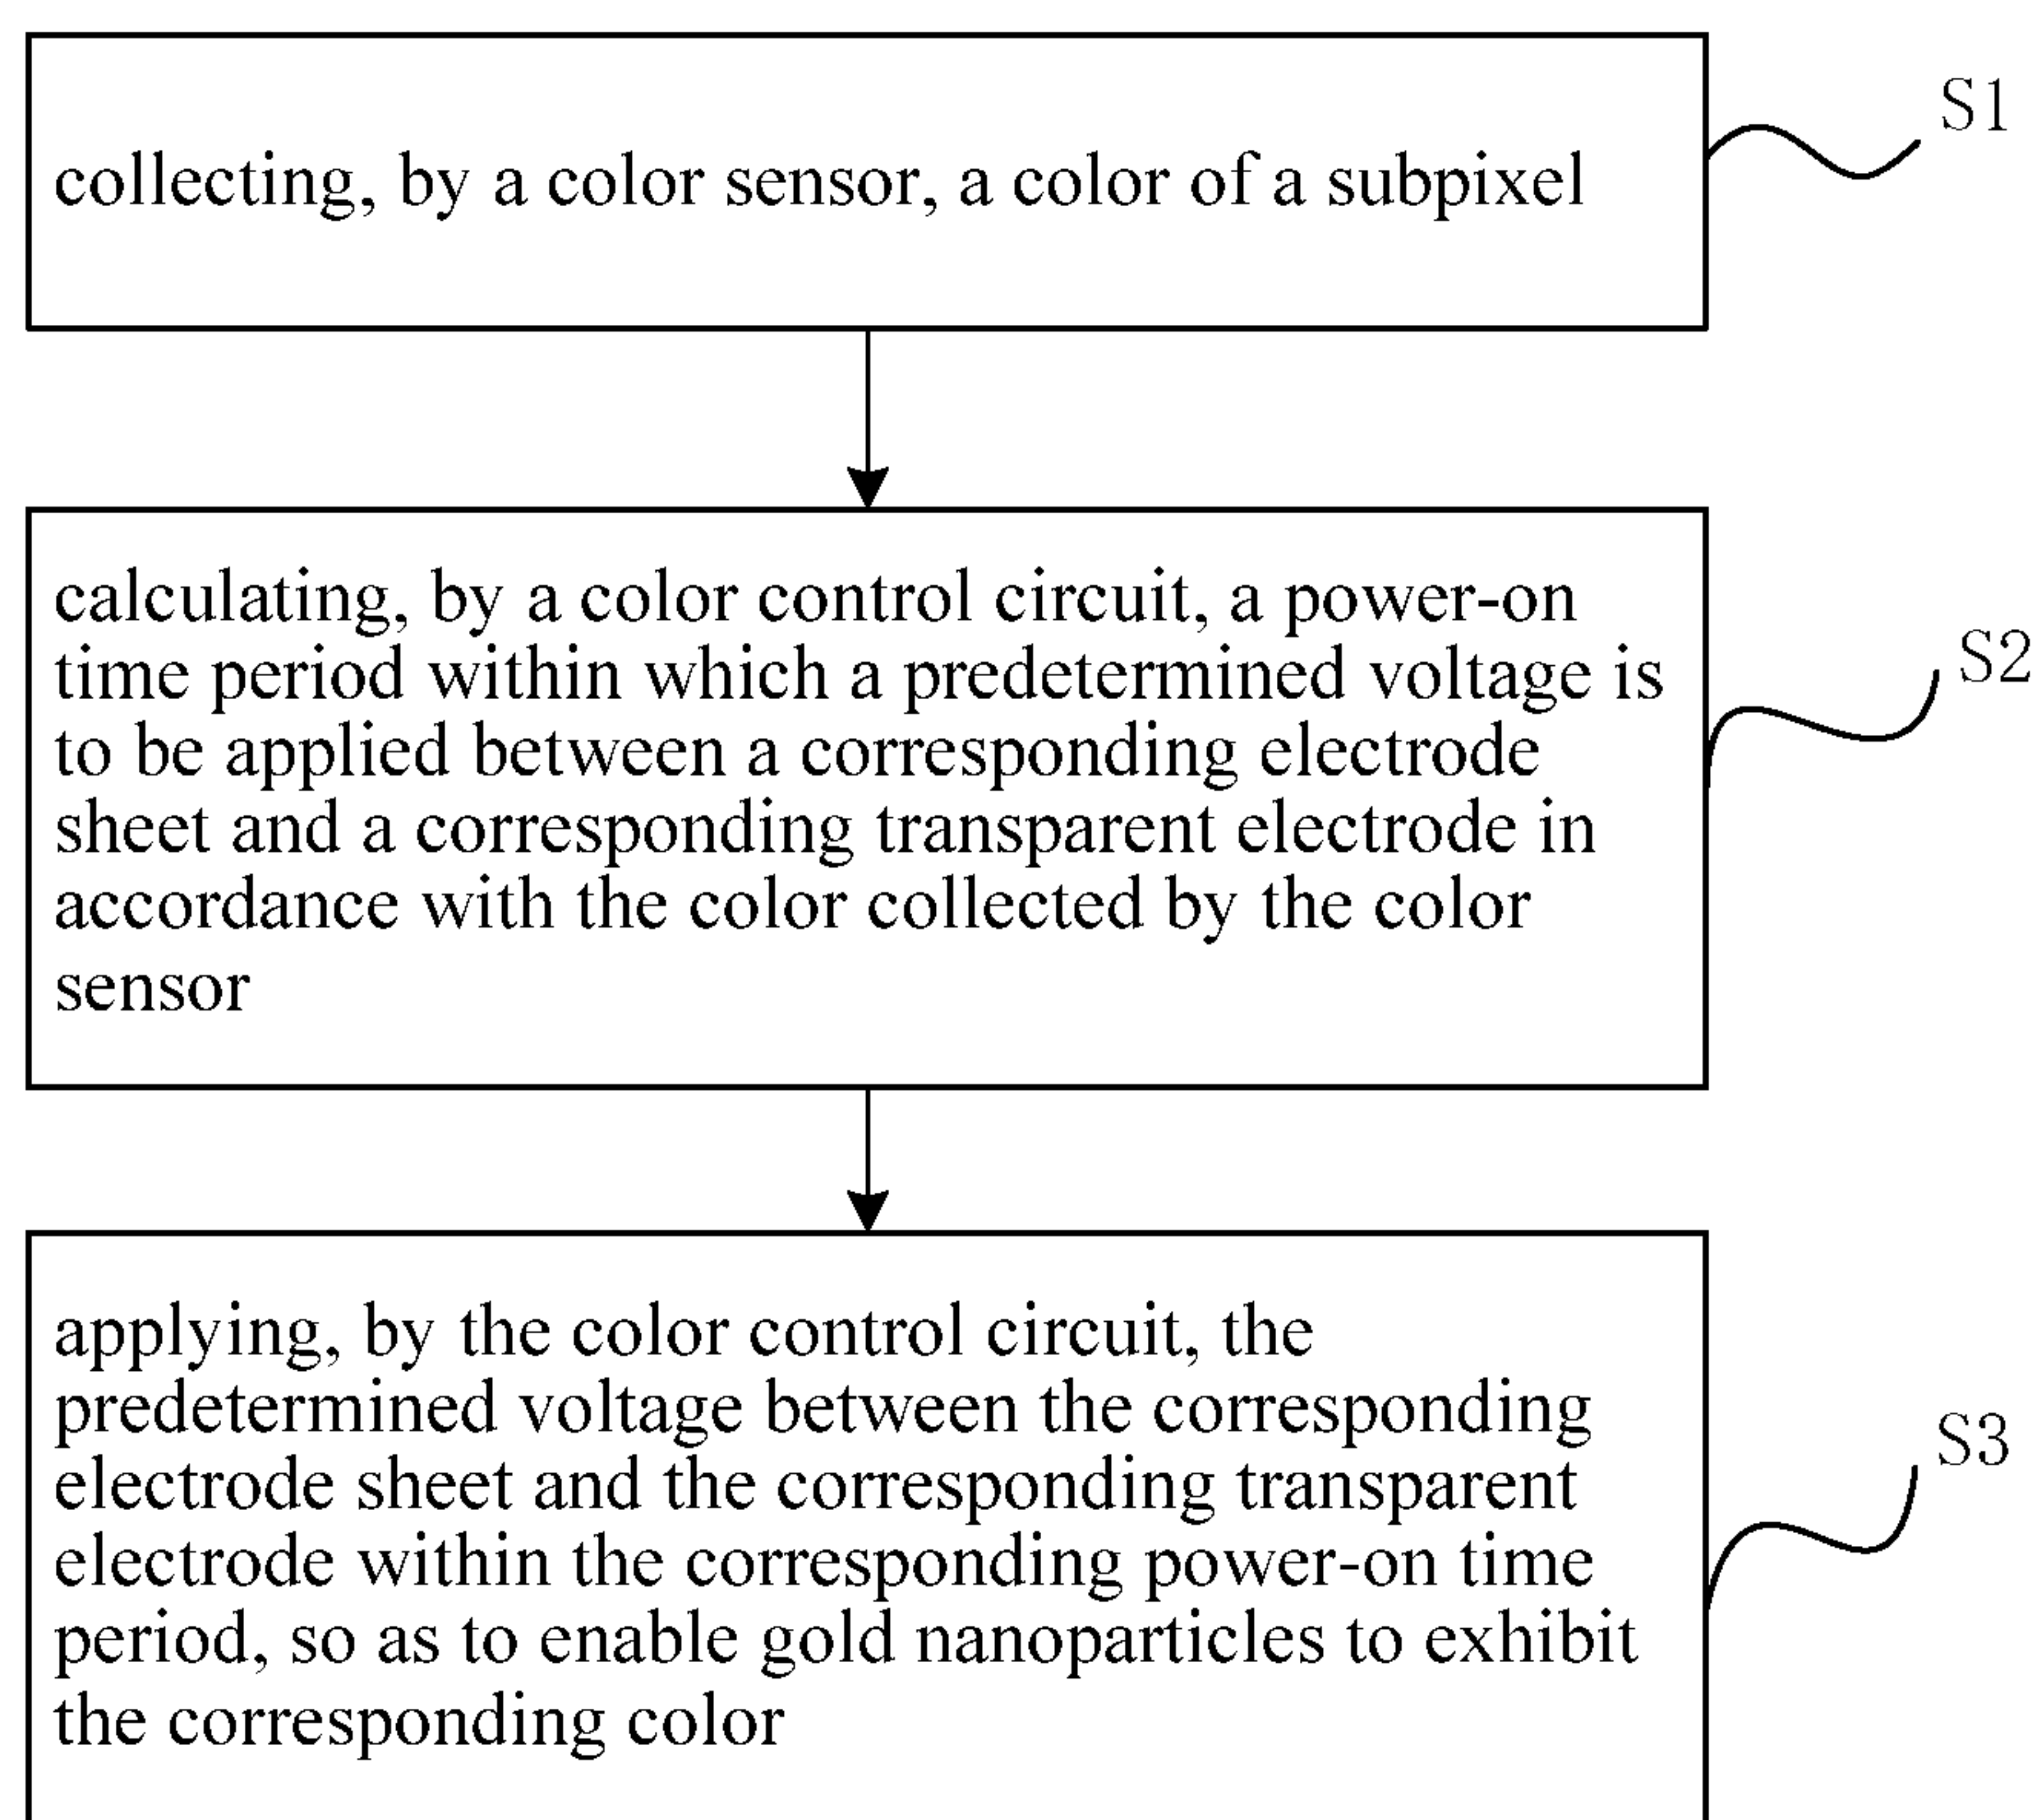 collecting, by a color sensor, a color of a subpixel
S1
calculating, by a color control circuit, a power-on
time period within which a predetermined voltage is
to be applied between a corresponding electrode
sheet and a corresponding transparent electrode in
accordance with the color collected by the color
sensor
S2
applying, by the color control circuit, the
predetermined voltage between the corresponding
electrode sheet and the corresponding transparent
electrode within the corresponding power-on time
period, so as to enable gold nanoparticles to exhibit
the corresponding color
S3